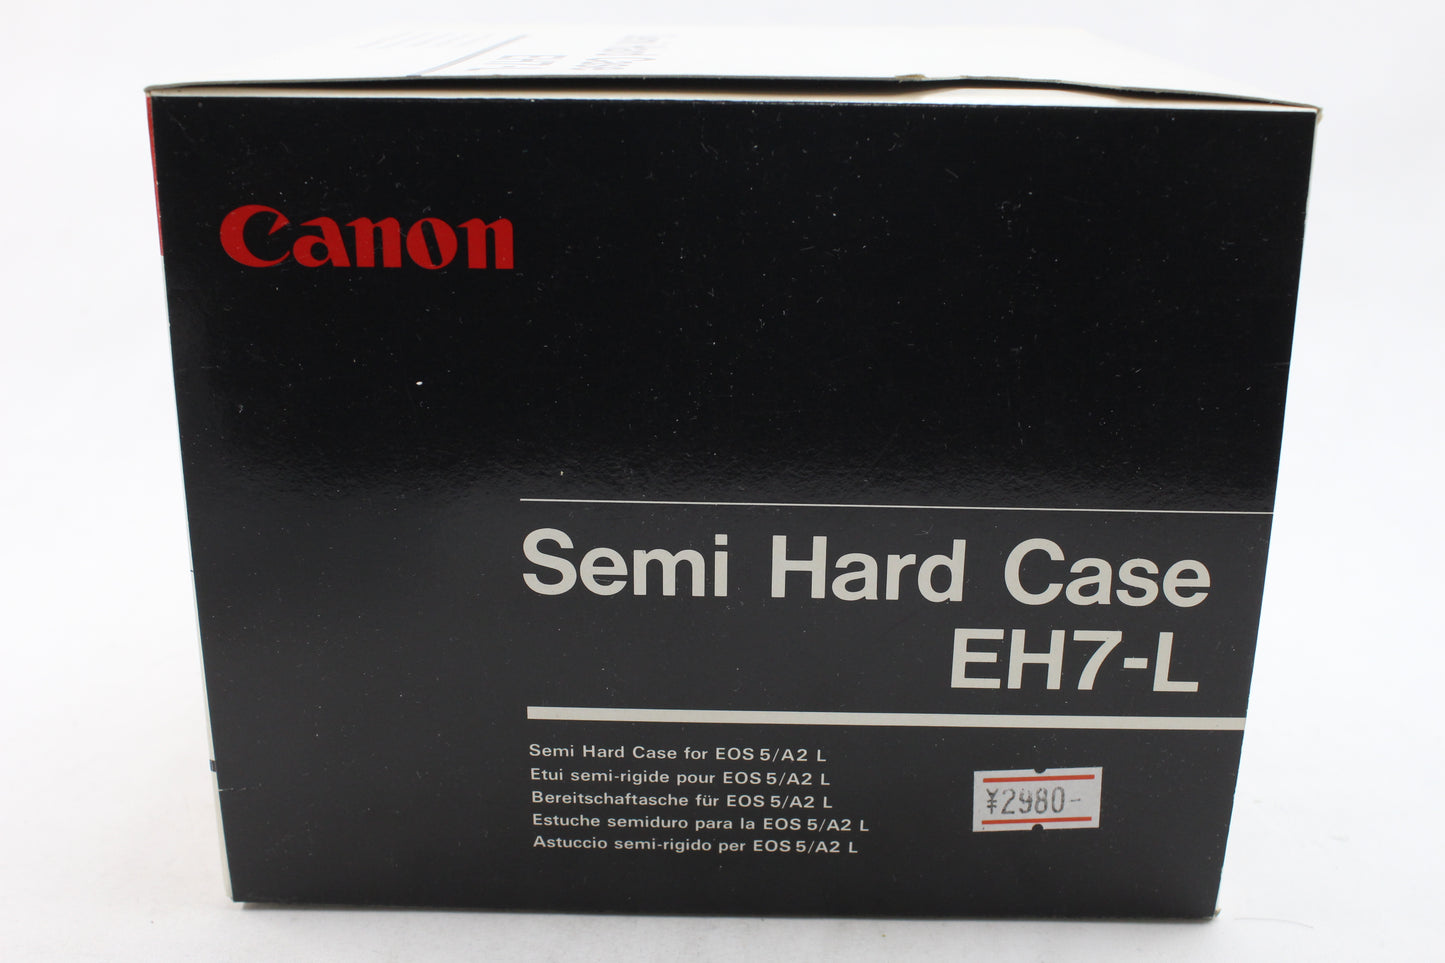 Canon
Semi Hard Case
EH7-L
Semi Hard Case for EOS 5/A2 L
Etui semi-rigide pour EOS 5/A2 L
Bereitschaftasche für EOS 5/A2 L
Estuche semiduro para la EOS 5/A2 L
Astuccio semi-rigido per EOS 5/A2 L
¥2980-